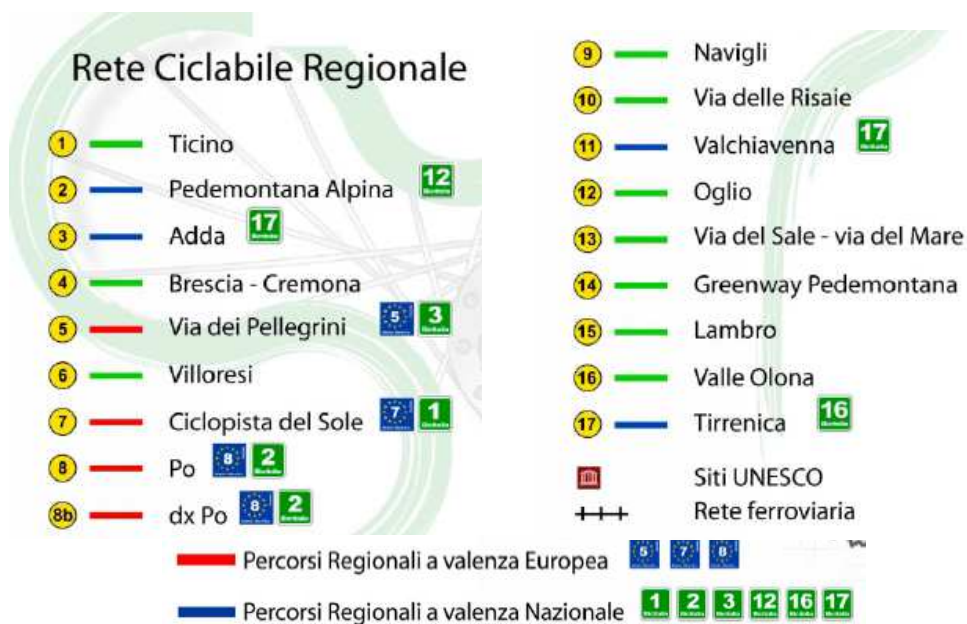 Rete Ciclabile Regionale
1 Ticino
2 Pedemontana Alpina 12
3 Adda 17
4 Brescia - Cremona
5 Via dei Pellegrini 5 3
6 Villoresi
7 Ciclopista del Sole 7 1
8 Po 8 2
8b dx Po 8 2
9 Navigli
10 Via delle Risaie
11 Valchiavenna 17
12 Oglio
13 Via del Sale - via del Mare
14 Greenway Pedemontana
15 Lambro
16 Valle Olona
17 Tirrenica 16
Siti UNESCO
Rete ferroviaria
Percorsi Regionali a valenza Europea 5 7 8
Percorsi Regionali a valenza Nazionale 1 2 3 12 16 17